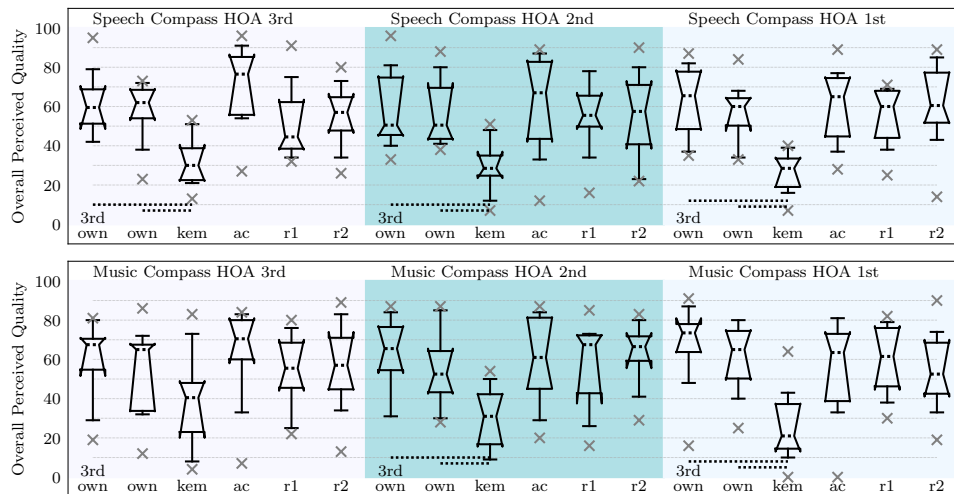 Speech Compass HOA 3rd Speech Compass HOA 2nd Speech Compass HOA 1st
Overall Perceived Quality
100
80
60
40
20
0
3rd 3rd 3rd
own own kem ac r1 r2 own own kem ac r1 r2 own own kem ac r1 r2
Music Compass HOA 3rd Music Compass HOA 2nd Music Compass HOA 1st
Overall Perceived Quality
100
80
60
40
20
0
3rd 3rd 3rd
own own kem ac r1 r2 own own kem ac r1 r2 own own kem ac r1 r2